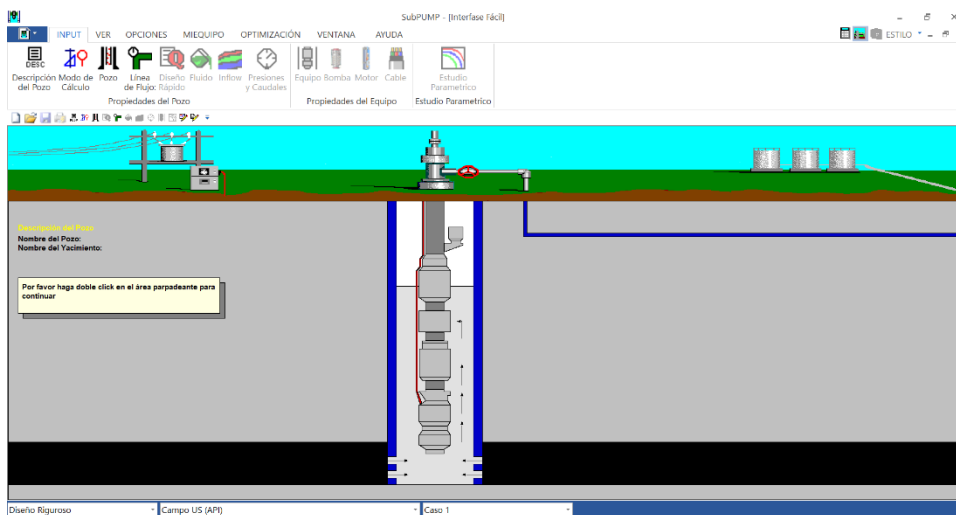 SubPUMP - [Interfase Fácil]
INPUT VER OPCIONES MIEQUIPO OPTIMIZACIÓN VENTANA AYUDA
ESTILO
DESC
Descripción del Pozo
Modo de Cálculo
Pozo
Línea de Flujo:
Diseño Rápido
Fluido
Inflow
Presiones y Caudales
Equipo
Bomba
Motor
Cable
Estudio Parametrico
Propiedades del Pozo
Propiedades del Equipo
Estudio Parametrico
Descripción del Pozo
Nombre del Pozo:
Nombre del Yacimiento:
Por favor haga doble click en el área parpadeante para
continuar
Diseño Riguroso
Campo US (API)
Caso 1